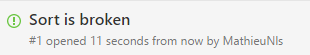 Sort is broken
#1 opened 11 seconds from now by MathieuNls